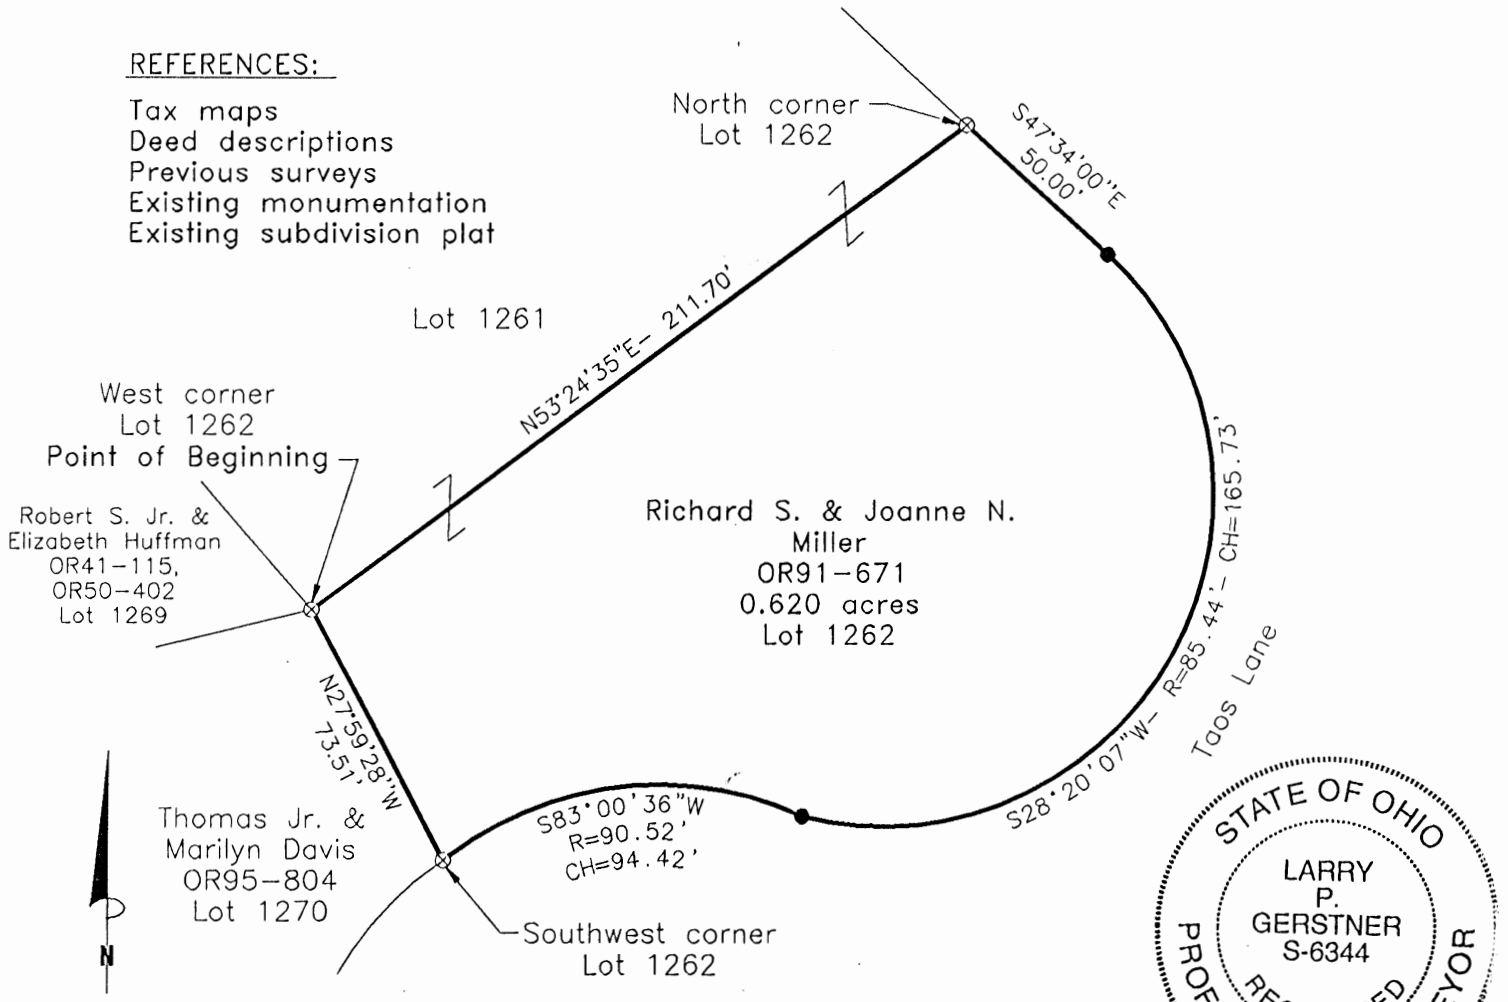 REFERENCES:
Tax maps
Deed descriptions
Previous surveys
Existing monumentation
Existing subdivision plat
North corner
Lot 1262
S47°34'00"E
50.00'
Lot 1261
N53°24'35"E- 211.70'
West corner
Lot 1262
Point of Beginning
Robert S. Jr. &
Elizabeth Huffman
OR41-115,
OR50-402
Lot 1269
Richard S. & Joanne N.
Miller
OR91-671
0.620 acres
Lot 1262
S28°20'07"W- R=85.44'- CH=165.73'
Taos Lane
N27°59'28"W
73.51'
S83°00'36"W
R=90.52'
CH=94.42'
Thomas Jr. &
Marilyn Davis
OR95-804
Lot 1270
Southwest corner
Lot 1262
N
STATE OF OHIO
LARRY
P.
GERSTNER
S-6344